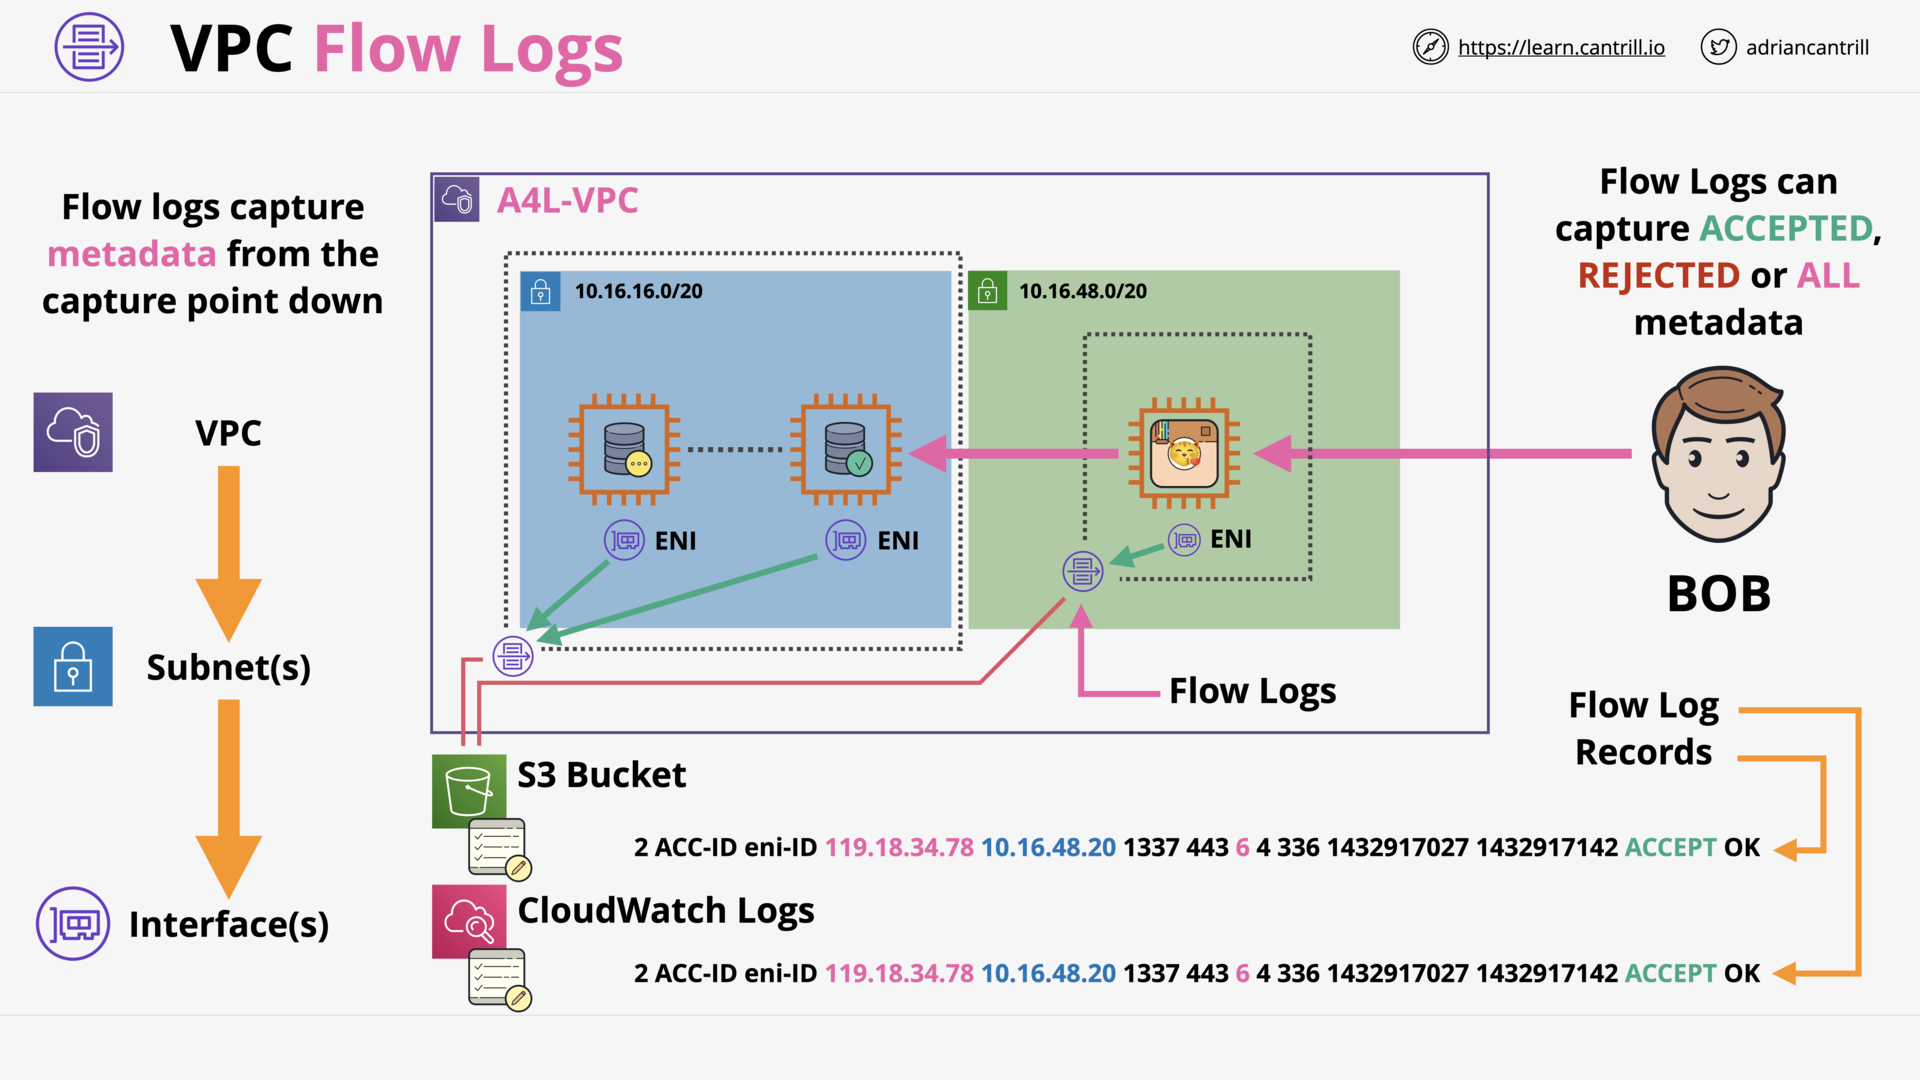 VPC Flow Logs
https://learn.cantrill.io
adriancantrill
Flow logs capture
metadata from the
capture point down
VPC
Subnet(s)
Interface(s)
A4L-VPC
10.16.16.0/20
10.16.48.0/20
ENI
ENI
ENI
Flow Logs
Flow Logs can
capture ACCEPTED,
REJECTED or ALL
metadata
BOB
Flow Log
Records
S3 Bucket
2 ACC-ID eni-ID 119.18.34.78 10.16.48.20 1337 443 6 4 336 1432917027 1432917142 ACCEPT OK
CloudWatch Logs
2 ACC-ID eni-ID 119.18.34.78 10.16.48.20 1337 443 6 4 336 1432917027 1432917142 ACCEPT OK